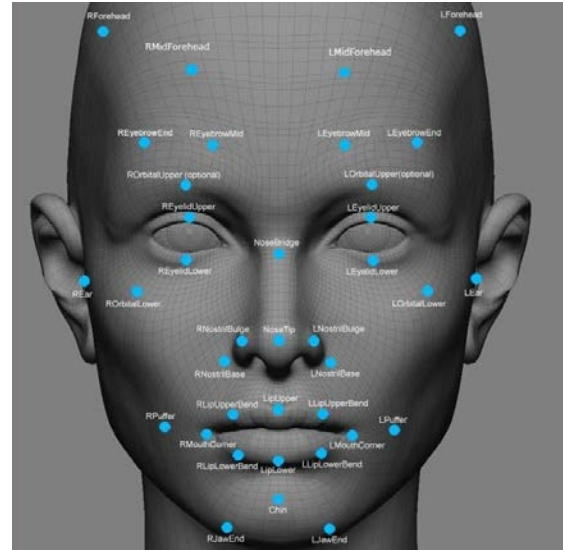 RForehead
LForehead
RMidForehead
LMidForehead
REyebrowEnd
REyebrowMid
LEyebrowMid
LEyebrowEnd
ROrbitalUpper (optional)
LOrbitalUpper(optional)
REyelidUpper
LEyelidUpper
NoseBridge
REyelidLower
LEyelidLower
REar
LEar
ROrbitalLower
LOrbitalLower
RNostrilBulge
NoseTip
LNostrilBulge
RNostrilBase
LNostrilBase
LipUpper
RLipUpperBend
LLipUpperBend
RPuffer
LPuffer
RMouthCorner
LMouthCorner
RLipLowerBend
LipLower
LLipLowerBend
Chin
RJawEnd
LJawEnd